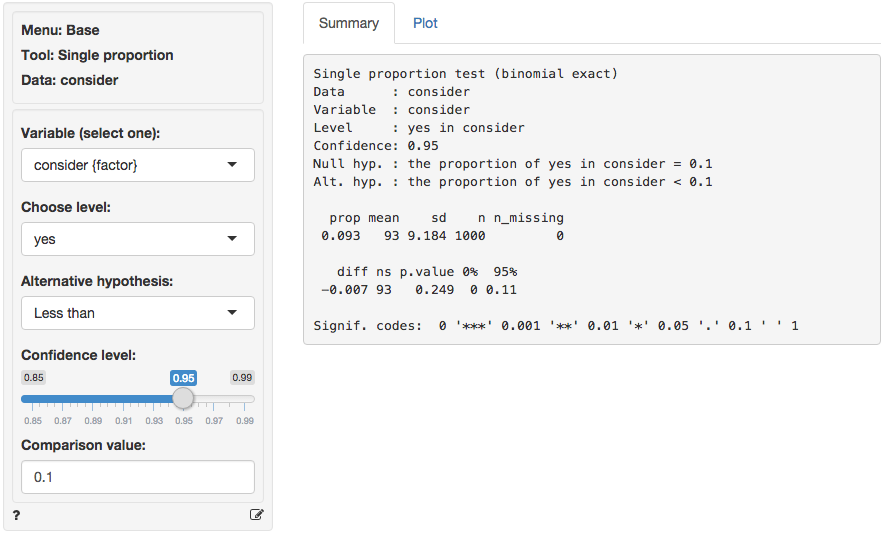 Menu: Base
Tool: Single proportion
Data: consider
Variable (select one):
consider {factor}
Choose level:
yes
Alternative hypothesis:
Less than
Confidence level:
0.85 0.95 0.99
0.85 0.87 0.89 0.91 0.93 0.95 0.97 0.99
Comparison value:
0.1
?
Summary Plot
Single proportion test (binomial exact)
Data      : consider
Variable  : consider
Level     : yes in consider
Confidence: 0.95
Null hyp. : the proportion of yes in consider = 0.1
Alt. hyp. : the proportion of yes in consider < 0.1
prop mean    sd    n n_missing
0.093   93 9.184 1000         0
diff ns p.value 0%  95%
−0.007 93   0.249  0 0.11
Signif. codes:  0 '***' 0.001 '**' 0.01 '*' 0.05 '.' 0.1 ' ' 1